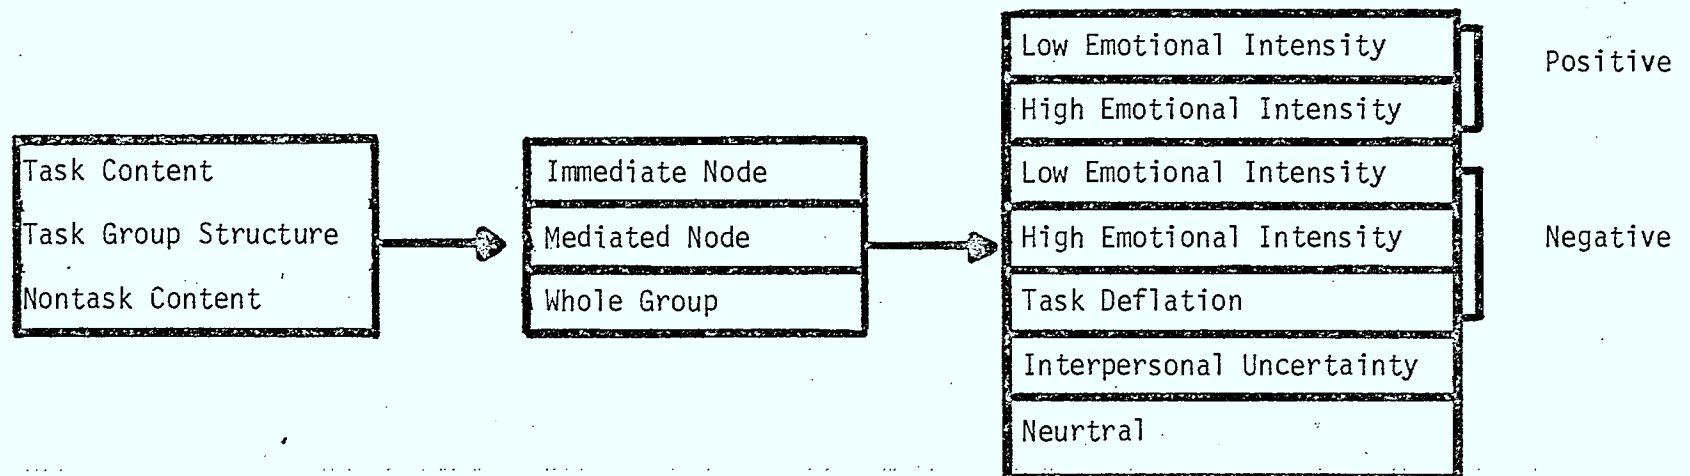 Task Content
Task Group Structure
Nontask Content
Immediate Node
Mediated Node
Whole Group
Low Emotional Intensity
High Emotional Intensity
Positive
Low Emotional Intensity
High Emotional Intensity
Task Deflation
Negative
Interpersonal Uncertainty
Neurtral